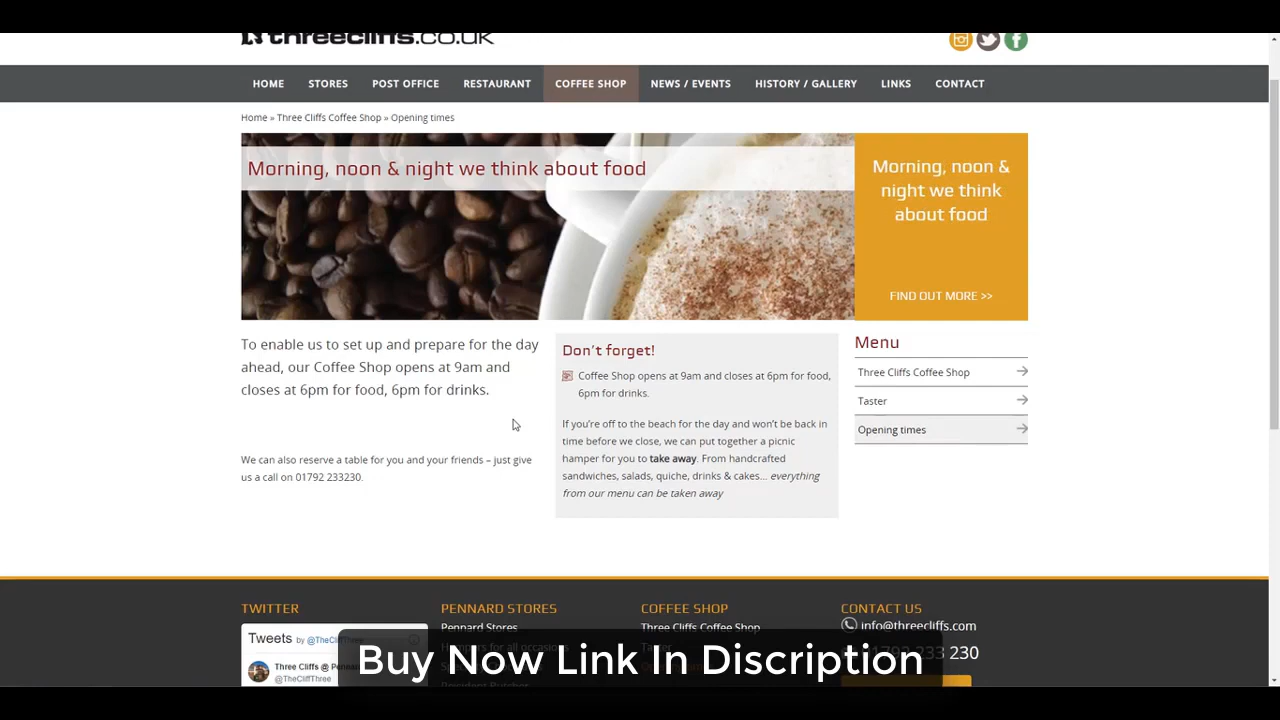 threecliffs.co.uk
HOME STORES POST OFFICE RESTAURANT COFFEE SHOP NEWS / EVENTS HISTORY / GALLERY LINKS CONTACT
Home » Three Cliffs Coffee Shop » Opening times
Morning, noon & night we think about food
Morning, noon &
night we think
about food
FIND OUT MORE >>
To enable us to set up and prepare for the day
ahead, our Coffee Shop opens at 9am and
closes at 6pm for food, 6pm for drinks.
We can also reserve a table for you and your friends – just give
us a call on 01792 233230.
Don't forget!
Coffee Shop opens at 9am and closes at 6pm for food,
6pm for drinks.
If you're off to the beach for the day and won't be back in
time before we close, we can put together a picnic
hamper for you to take away. From handcrafted
sandwiches, salads, quiche, drinks & cakes... everything
from our menu can be taken away
Menu
Three Cliffs Coffee Shop
Taster
Opening times
TWITTER
Tweets by @TheCliffThree
Three Cliffs @ Pennard
@TheCliffThree
PENNARD STORES
Pennard Stores
Hampers for all occasions
COFFEE SHOP
Three Cliffs Coffee Shop
CONTACT US
info@threecliffs.com
01792 233 230
Buy Now Link In Discription